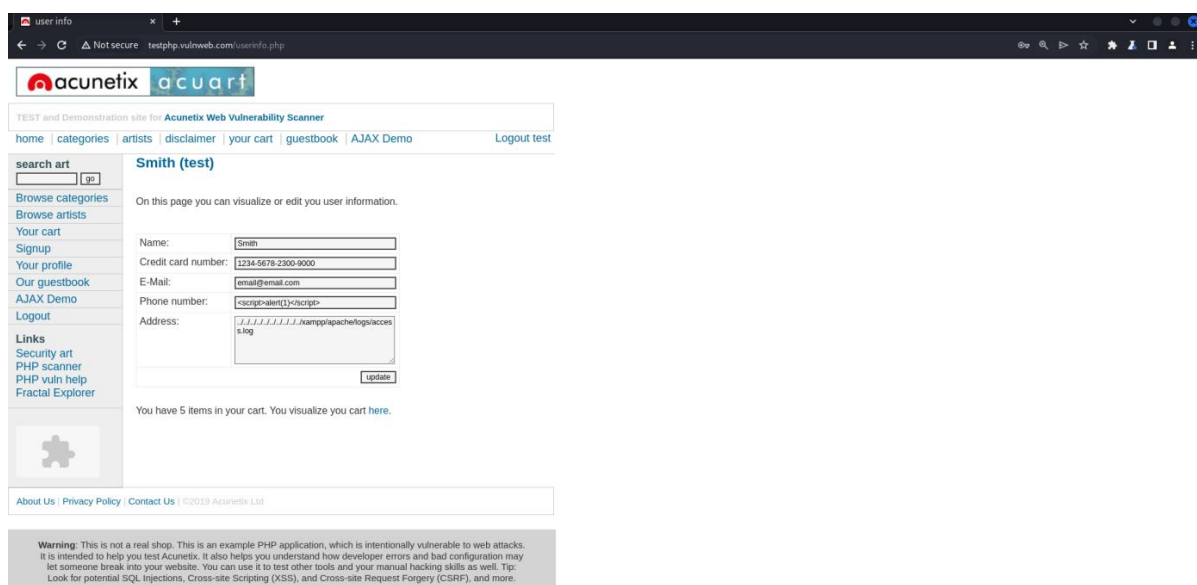 user info
Not secure testphp.vulnweb.com/userinfo.php
acunetix acuart
TEST and Demonstration site for Acunetix Web Vulnerability Scanner
home | categories | artists | disclaimer | your cart | guestbook | AJAX Demo
Logout test
search art
go
Browse categories
Browse artists
Your cart
Signup
Your profile
Our guestbook
AJAX Demo
Logout
Links
Security art
PHP scanner
PHP vuln help
Fractal Explorer
Smith (test)
On this page you can visualize or edit you user information.
Name: Smith
Credit card number: 1234-5678-2300-9000
E-Mail: email@email.com
Phone number: <script>alert(1)</script>
Address: ../../../../../../../../../../xampp/apache/logs/acces
s.log
update
You have 5 items in your cart. You visualize you cart here.
About Us | Privacy Policy | Contact Us | ©2019 Acunetix Ltd
Warning: This is not a real shop. This is an example PHP application, which is intentionally vulnerable to web attacks.
It is intended to help you test Acunetix. It also helps you understand how developer errors and bad configuration may
let someone break into your website. You can use it to test other tools and your manual hacking skills as well. Tip:
Look for potential SQL Injections, Cross-site Scripting (XSS), and Cross-site Request Forgery (CSRF), and more.